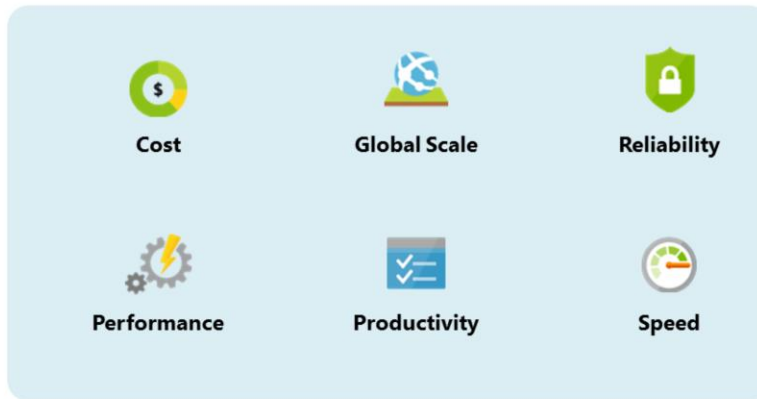 $
Cost
Global Scale
Reliability
Performance
Productivity
Speed